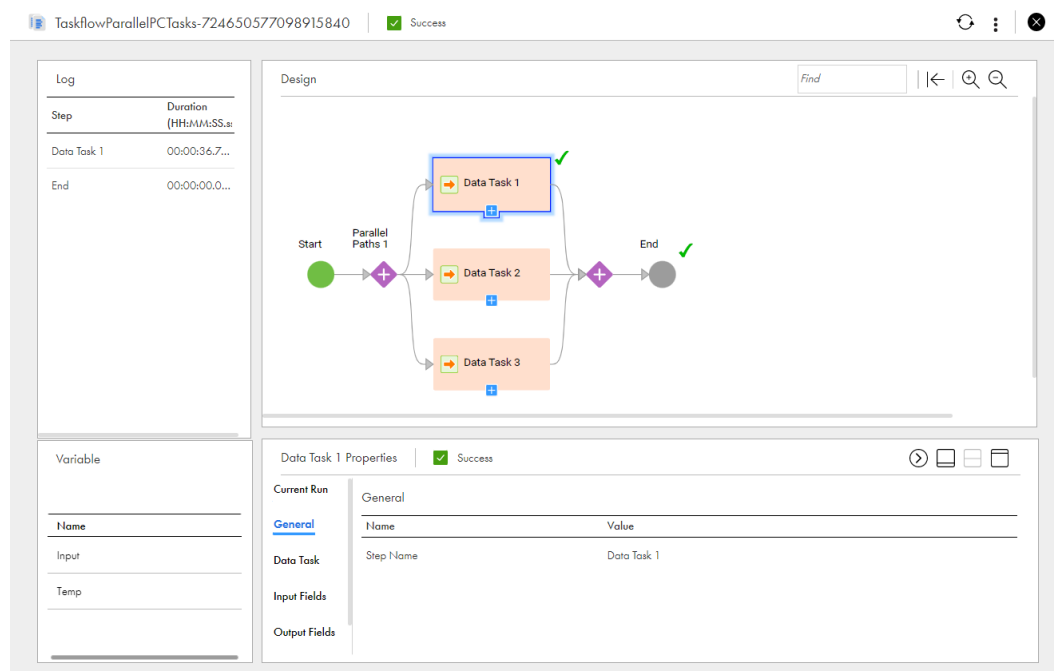 TaskflowParallelPCTasks-724650577098915840
Success
Log
Step
Duration
(HH:MM:SS.s
Data Task 1
00:00:36.7...
End
00:00:00.0...
Design
Find
Start
Parallel
Paths 1
Data Task 1
Data Task 2
Data Task 3
End
Variable
Name
Input
Temp
Data Task 1 Properties
Success
Current Run
General
Data Task
Input Fields
Output Fields
General
Name
Value
Step Name
Data Task 1